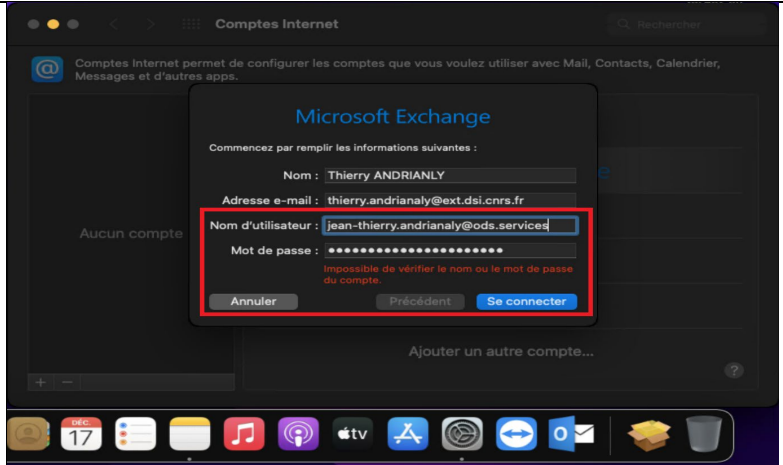 Comptes Internet
Rechercher
Comptes Internet permet de configurer les comptes que vous voulez utiliser avec Mail, Contacts, Calendrier,
Messages et d'autres apps.
Microsoft Exchange
Commencez par remplir les informations suivantes :
Nom : Thierry ANDRIANLY
Adresse e-mail : thierry.andrianaly@ext.dsi.cnrs.fr
Nom d'utilisateur : jean-thierry.andrianaly@ods.services
Mot de passe : ●●●●●●●●●●●●●●●●●●●●●●
Impossible de vérifier le nom ou le mot de passe
du compte.
Annuler Précédent Se connecter
Aucun compte
e
Ajouter un autre compte...
+ − ?
DÉC.
17
tv
O